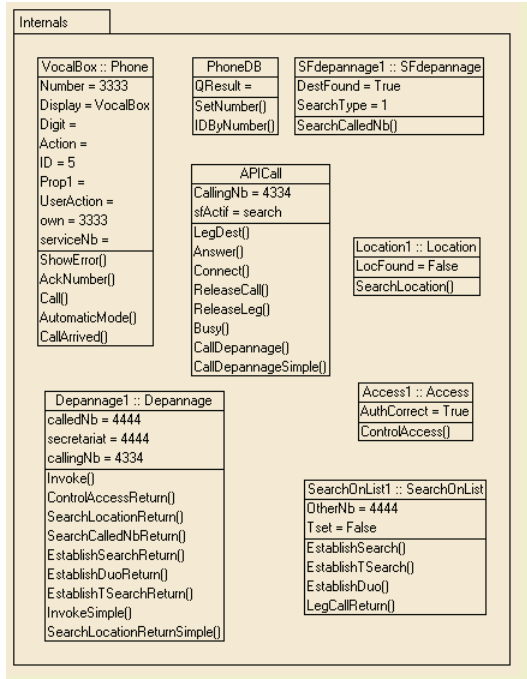 Internals
VocalBox :: Phone
Number = 3333
Display = VocalBox
Digit =
Action =
ID = 5
Prop1 =
UserAction =
own = 3333
serviceNb =
ShowError()
AckNumber()
Call()
AutomaticMode()
CallArrived()
PhoneDB
QResult =
SetNumber()
IDByNumber()
SFdepannage1 :: SFdepannage
DestFound = True
SearchType = 1
SearchCalledNb()
APICall
CallingNb = 4334
sfActif = search
LegDest()
Answer()
Connect()
ReleaseCall()
ReleaseLeg()
Busy()
CallDepannage()
CallDepannageSimple()
Location1 :: Location
LocFound = False
SearchLocation()
Access1 :: Access
AuthCorrect = True
ControlAccess()
Depannage1 :: Depannage
calledNb = 4444
secretariat = 4444
callingNb = 4334
Invoke()
ControlAccessReturn()
SearchLocationReturn()
SearchCalledNbReturn()
EstablishSearchReturn()
EstablishDuoReturn()
EstablishTSearchReturn()
InvokeSimple()
SearchLocationReturnSimple()
SearchOnList1 :: SearchOnList
OtherNb = 4444
Tset = False
EstablishSearch()
EstablishTSearch()
EstablishDuo()
LegCallReturn()